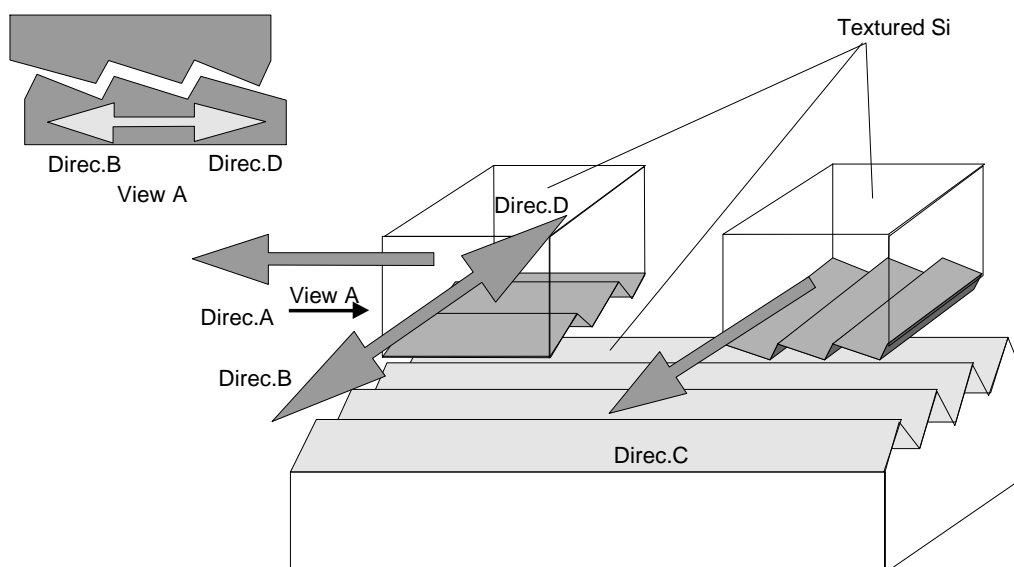 Textured Si
Direc.B
Direc.D
View A
Direc.D
View A
Direc.A
Direc.B
Direc.C